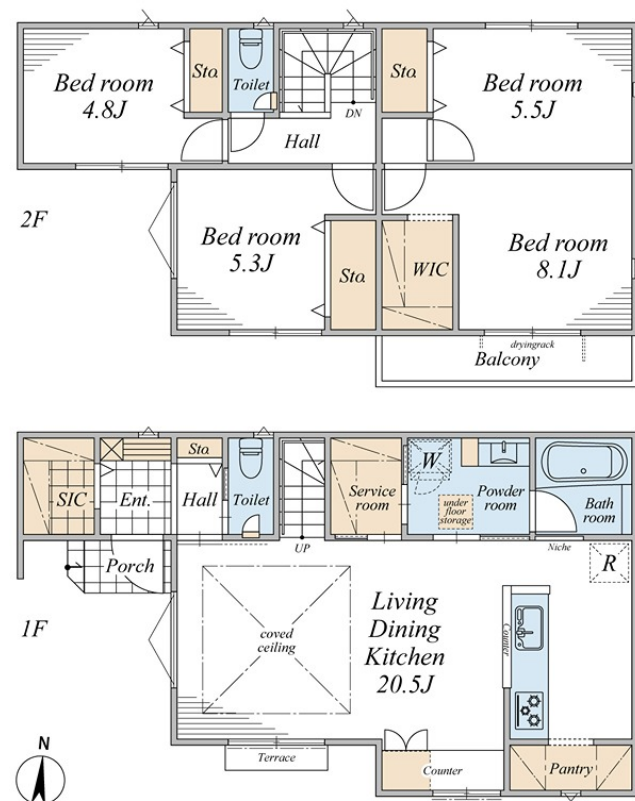 Bed room
4.8J
Sto.
Toilet
DN
Hall
Sto.
Bed room
5.5J
2F
Bed room
5.3J
Sto.
WIC
Bed room
8.1J
dryingrack
Balcony
SIC
Ent.
Sto.
Hall
Toilet
UP
Service
room
W
under
floor
storage
Powder
room
Bath
room
Porch
Niche
R
1F
coved
ceiling
Living
Dining
Kitchen
20.5J
Counter
Terrace
Counter
Pantry
N